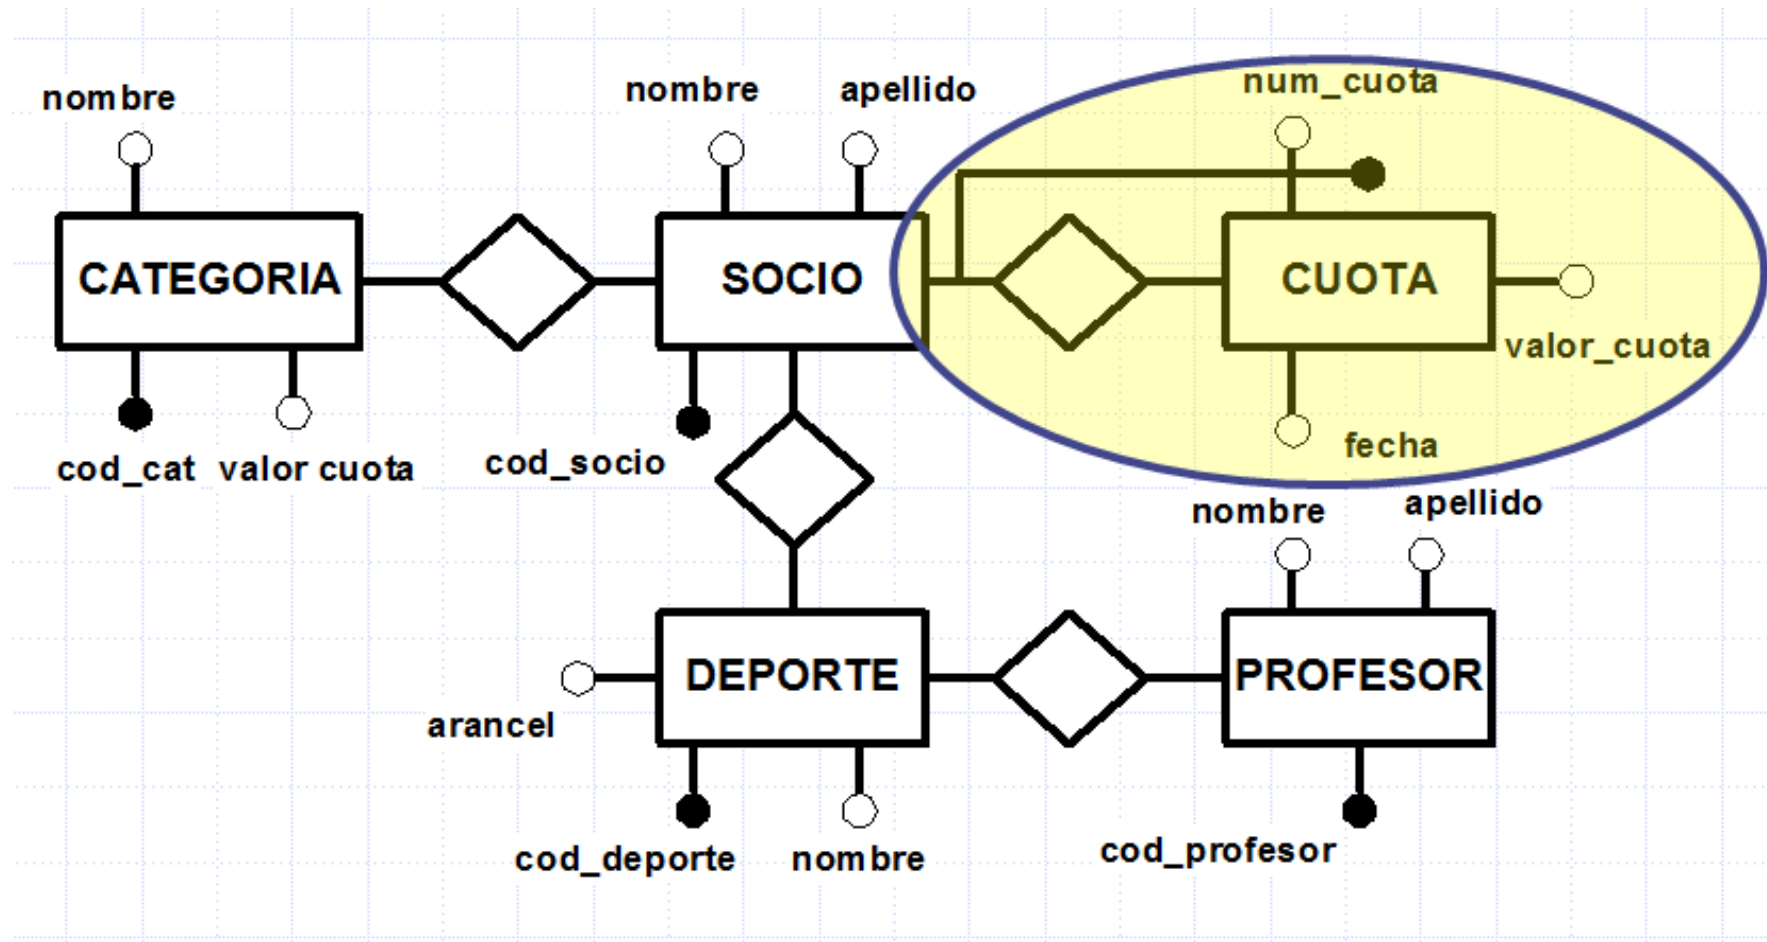 num_cuota
nombre
nombre
apellido
CATEGORIA
SOCIO
CUOTA
valor_cuota
fecha
cod_cat
valor cuota
cod_socio
nombre
apellido
DEPORTE
PROFESOR
arancel
cod_deporte
nombre
cod_profesor